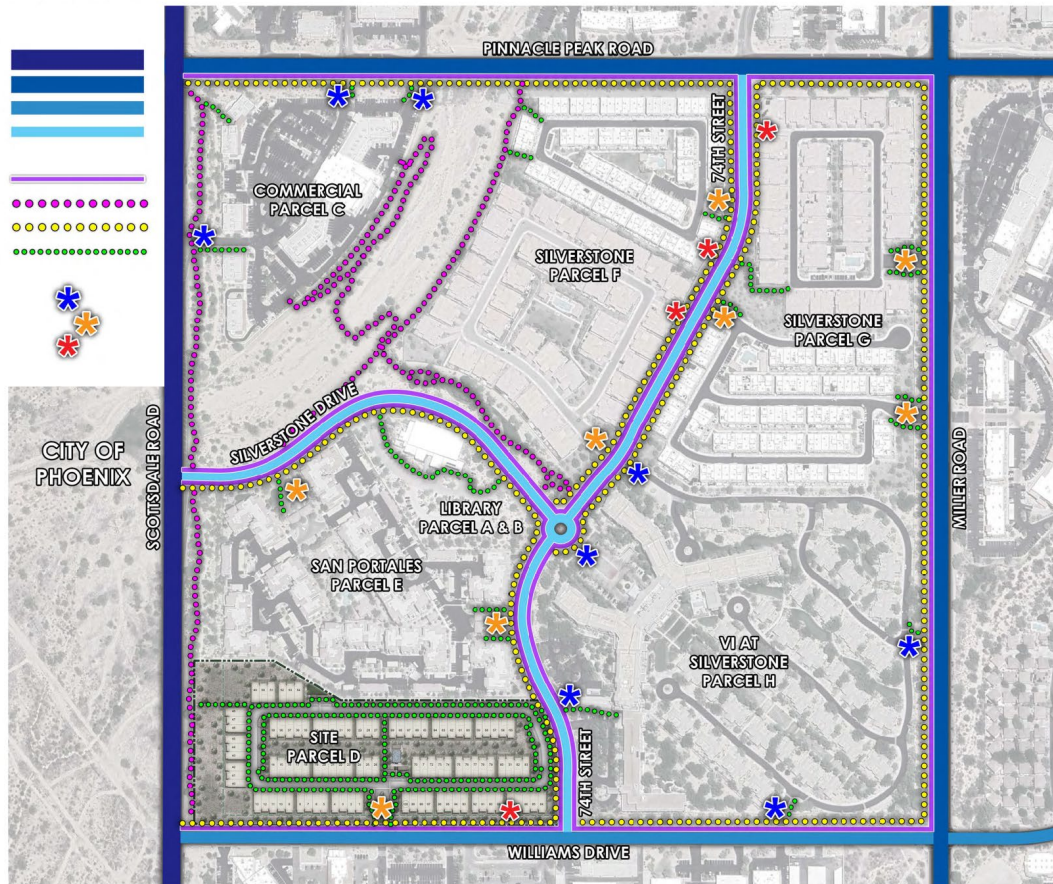 PINNACLE PEAK ROAD
74TH STREET
COMMERCIAL
PARCEL C
SILVERSTONE
PARCEL F
SILVERSTONE
PARCEL G
CITY OF
PHOENIX
SCOTTSDALE ROAD
SILVERSTONE DRIVE
LIBRARY
PARCEL A & B
MILLER ROAD
SAN PORTALES
PARCEL E
VI AT
SILVERSTONE
PARCEL H
SITE
PARCEL D
74TH STREET
WILLIAMS DRIVE